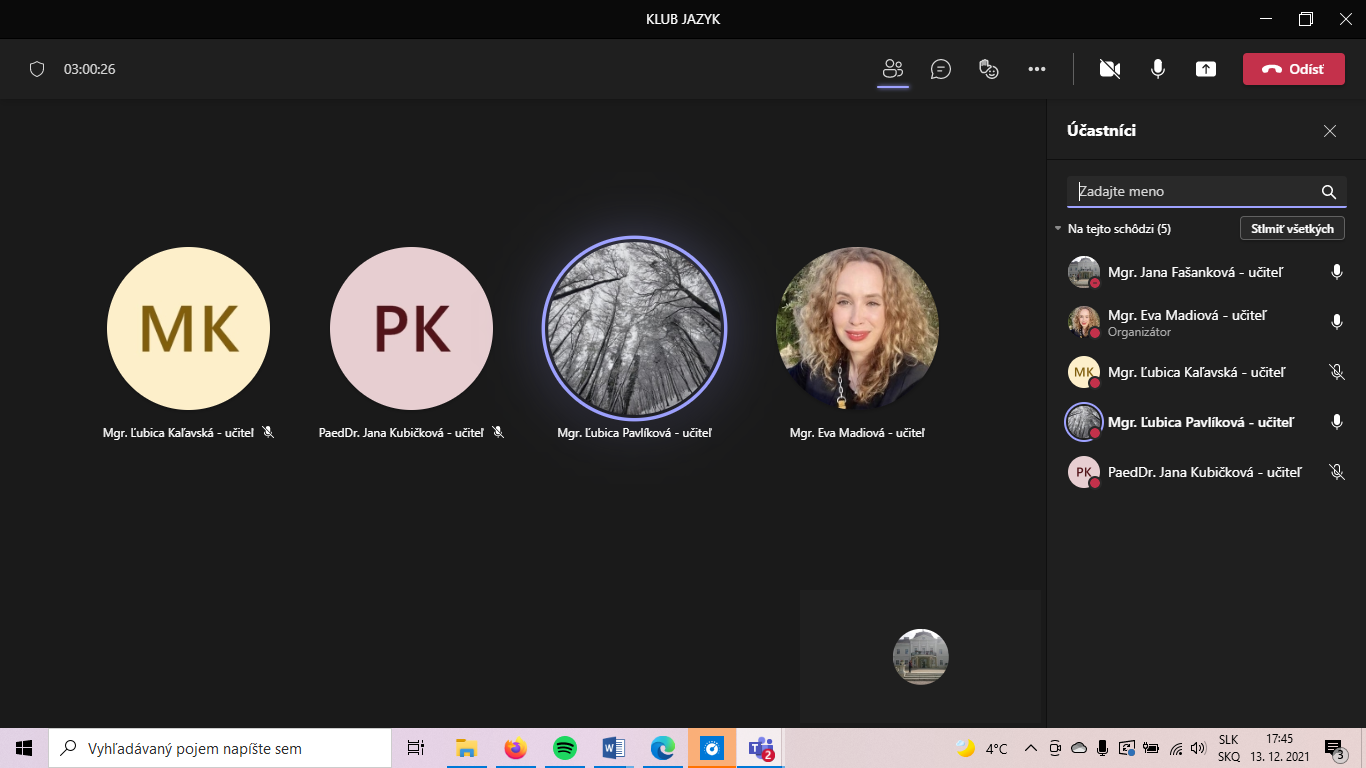 KLUB JAZYK
03:00:26
Odísť
Účastníci
Zadajte meno
Na tejto schôdzi (5)
Stlmiť všetkých
Mgr. Jana Fašanková - učiteľ
Mgr. Eva Madiová - učiteľ
Organizátor
MK
Mgr. Ľubica Kaľavská - učiteľ
Mgr. Ľubica Pavlíková - učiteľ
PK
PaedDr. Jana Kubičková - učiteľ
MK
PK
Mgr. Ľubica Kaľavská - učiteľ
PaedDr. Jana Kubičková - učiteľ
Mgr. Ľubica Pavlíková - učiteľ
Mgr. Eva Madiová - učiteľ
Vyhľadávaný pojem napíšte sem
2
4°C
SLK
SKQ
17:45
13. 12. 2021
3